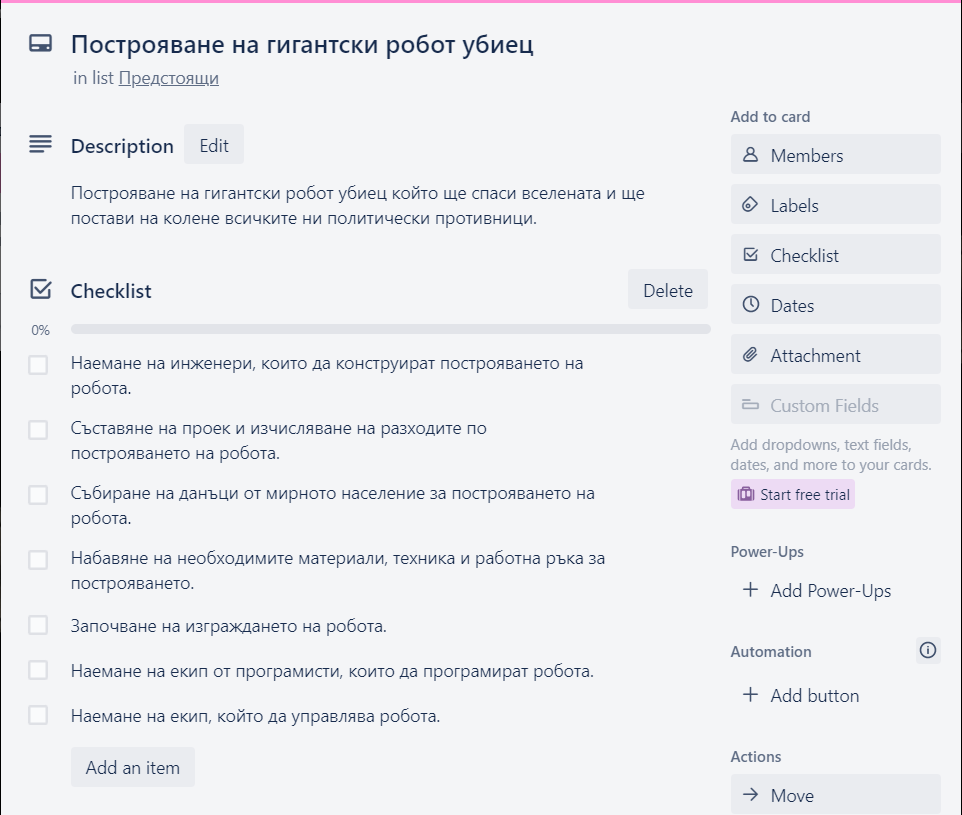 Построяване на гигантски робот убиец
in list Предстоящи
Description Edit
Построяване на гигантски робот убиец който ще спаси вселената и ще
постави на колене всичките ни политически противници.
Checklist Delete
0%
Наемане на инженери, които да конструират построяването на
робота.
Съставяне на проек и изчисляване на разходите по
построяването на робота.
Събиране на данъци от мирното население за построяването на
робота.
Набавяне на необходимите материали, техника и работна ръка за
построяването.
Започване на изграждането на робота.
Наемане на екип от програмисти, които да програмират робота.
Наемане на екип, който да управлява робота.
Add an item
Add to card
Members
Labels
Checklist
Dates
Attachment
Custom Fields
Add dropdowns, text fields,
dates, and more to your cards.
Start free trial
Power-Ups
+ Add Power-Ups
Automation
+ Add button
Actions
→ Move